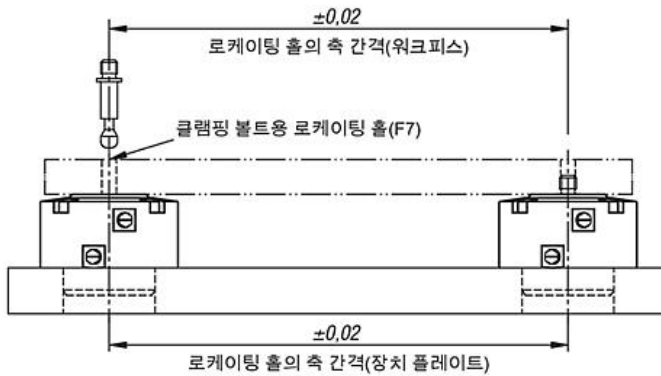 ±0,02
로케이팅 홀의 축 간격(워크피스)
클램핑 볼트용 로케이팅 홀(F7)
±0,02
로케이팅 홀의 축 간격(장치 플레이트)